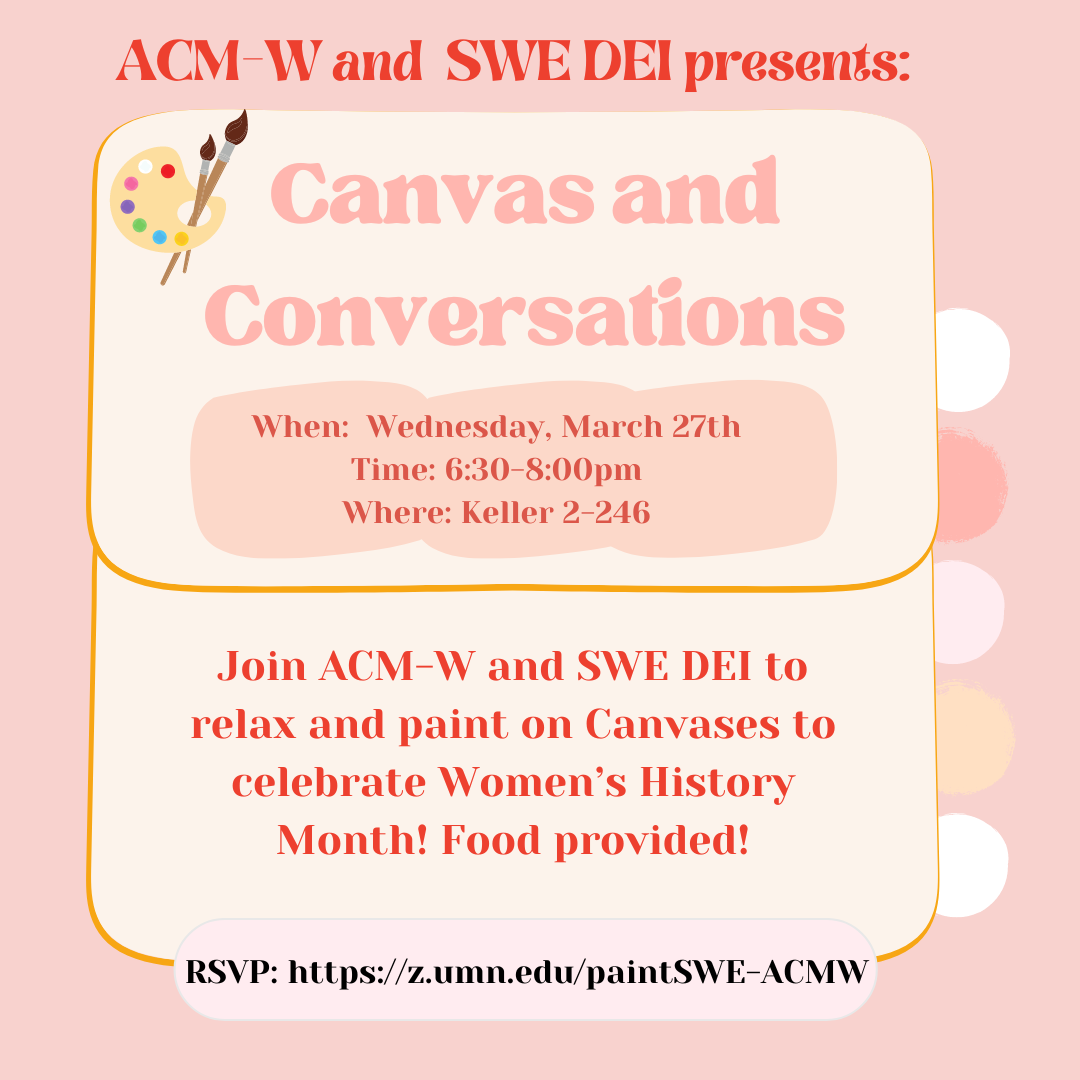 ACM-W and SWE DEI presents:
Canvas and
Conversations
When: Wednesday, March 27th
Time: 6:30-8:00pm
Where: Keller 2-246
Join ACM-W and SWE DEI to
relax and paint on Canvases to
celebrate Women’s History
Month! Food provided!
RSVP: https://z.umn.edu/paintSWE-ACMW